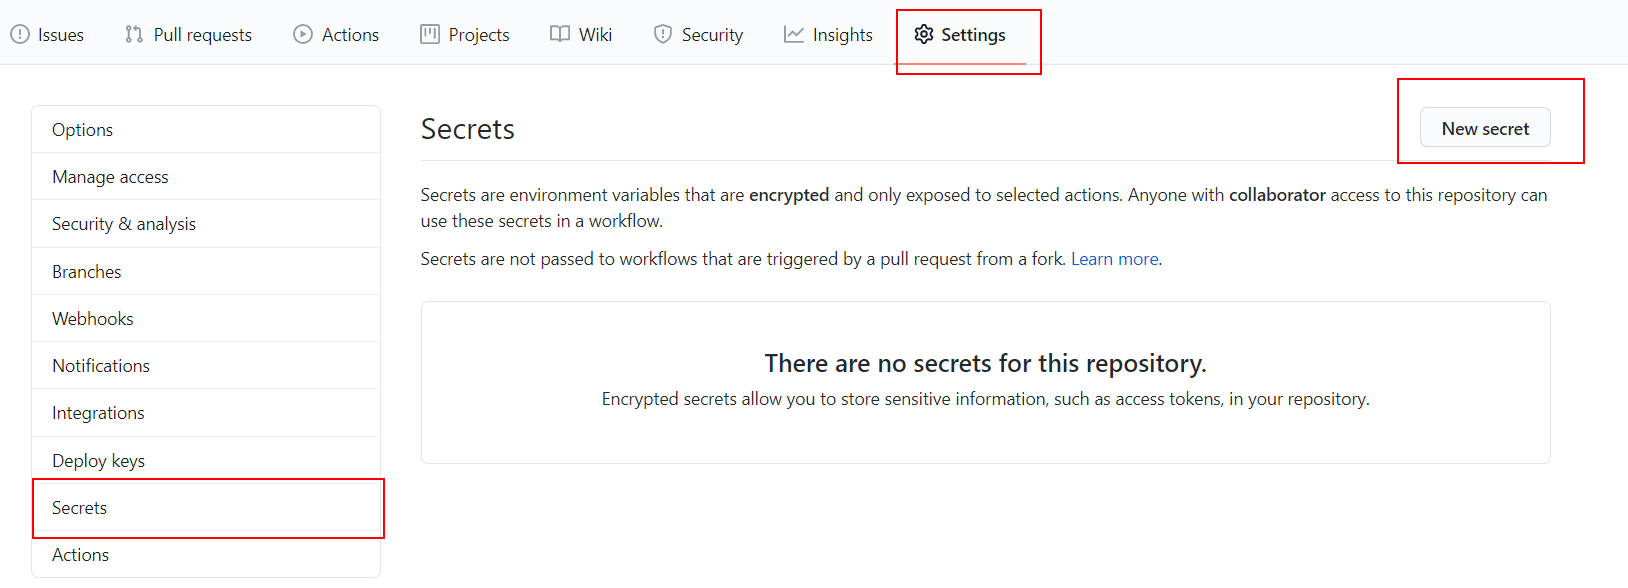 Issues Pull requests Actions Projects Wiki Security Insights Settings
Options
Manage access
Security & analysis
Branches
Webhooks
Notifications
Integrations
Deploy keys
Secrets
Actions
Secrets
New secret
Secrets are environment variables that are encrypted and only exposed to selected actions. Anyone with collaborator access to this repository can
use these secrets in a workflow.
Secrets are not passed to workflows that are triggered by a pull request from a fork. Learn more.
There are no secrets for this repository.
Encrypted secrets allow you to store sensitive information, such as access tokens, in your repository.